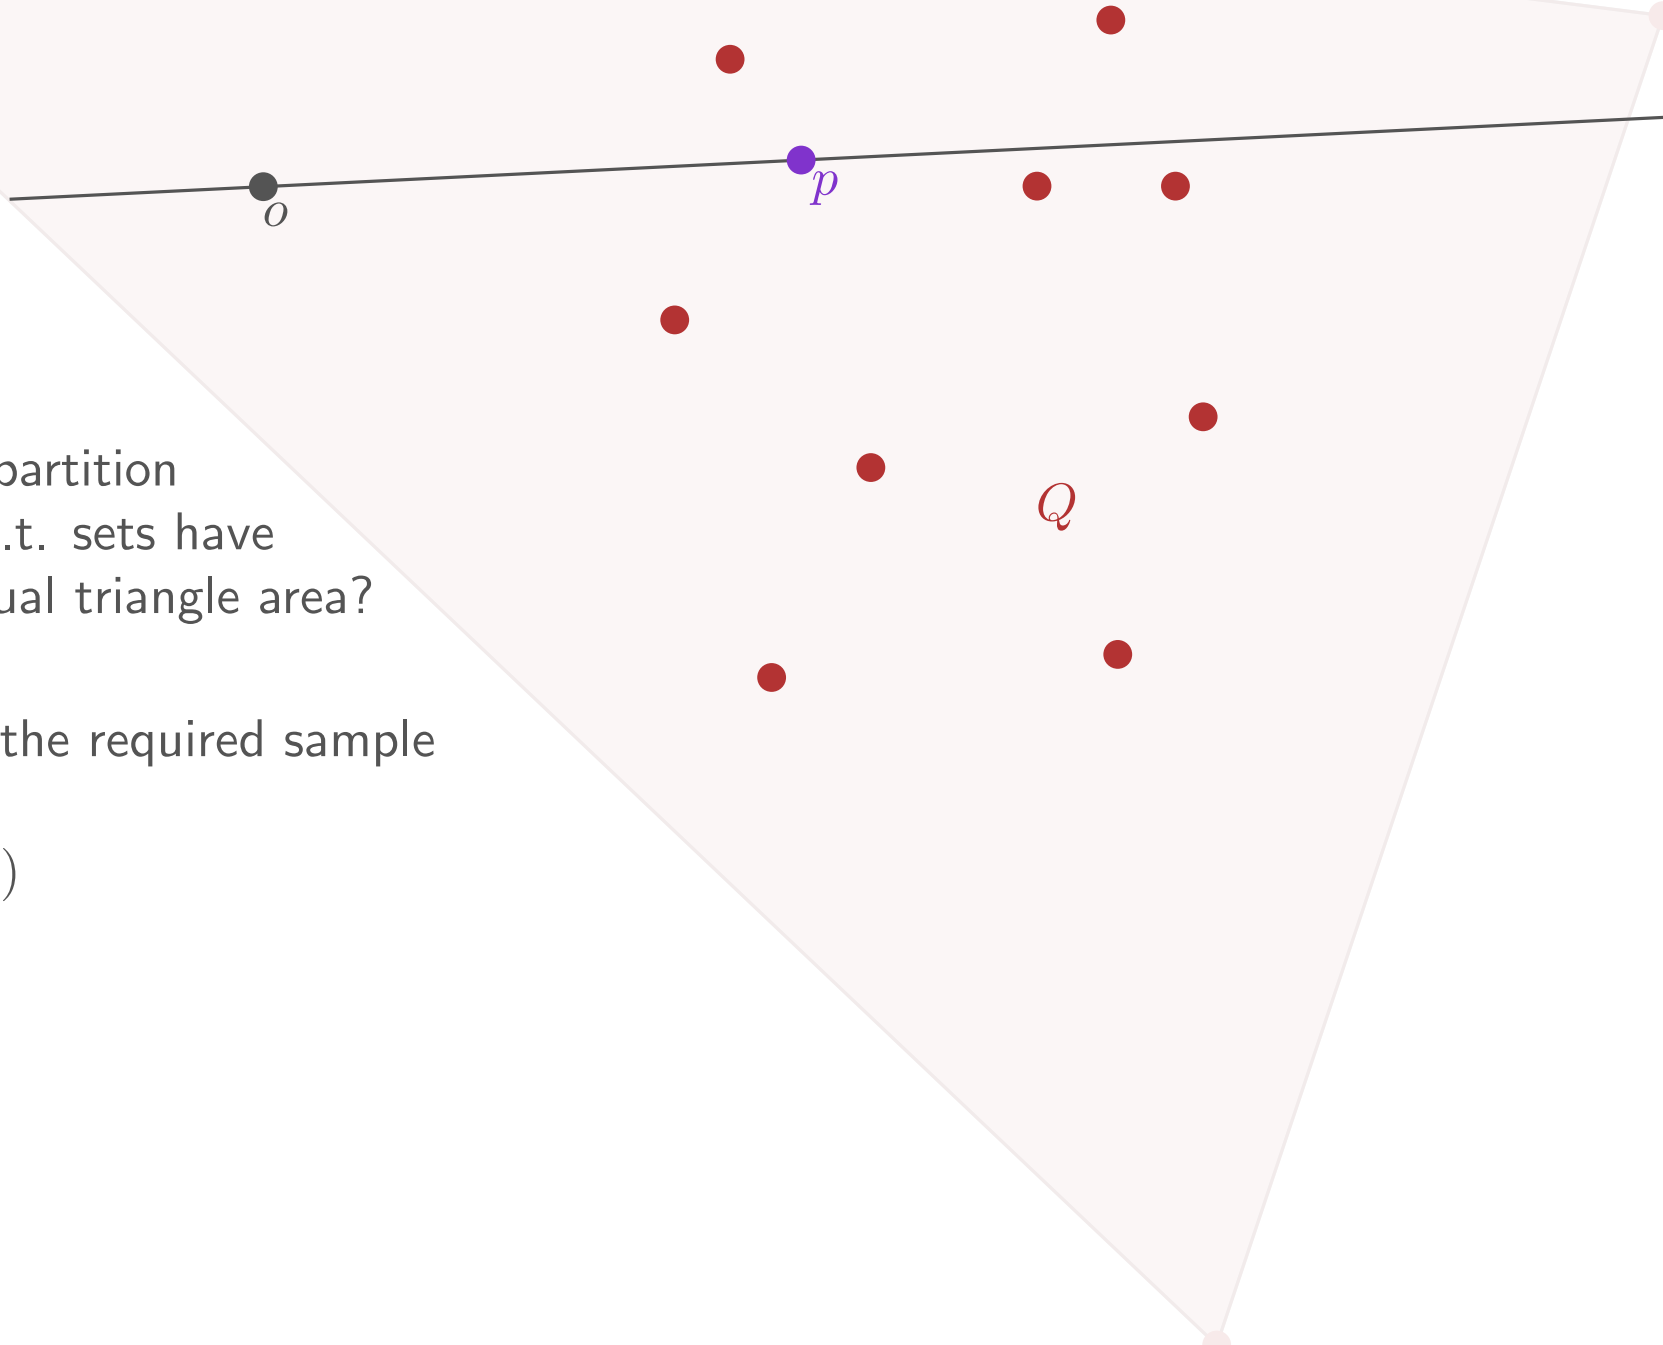 o
p
partition
.t. sets have
Q
ual triangle area?
the required sample
)